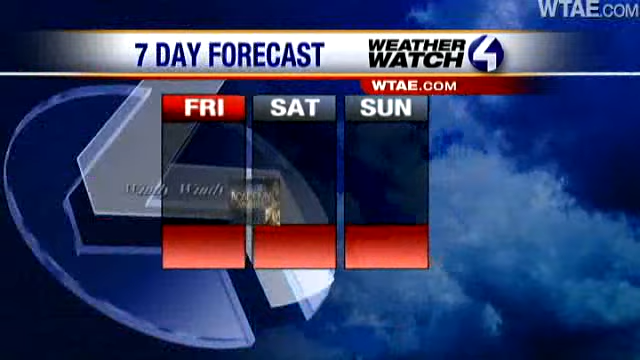 WTAE.COM
7 DAY FORECAST
WEATHER WATCH 4
WTAE.COM
FRI SAT SUN